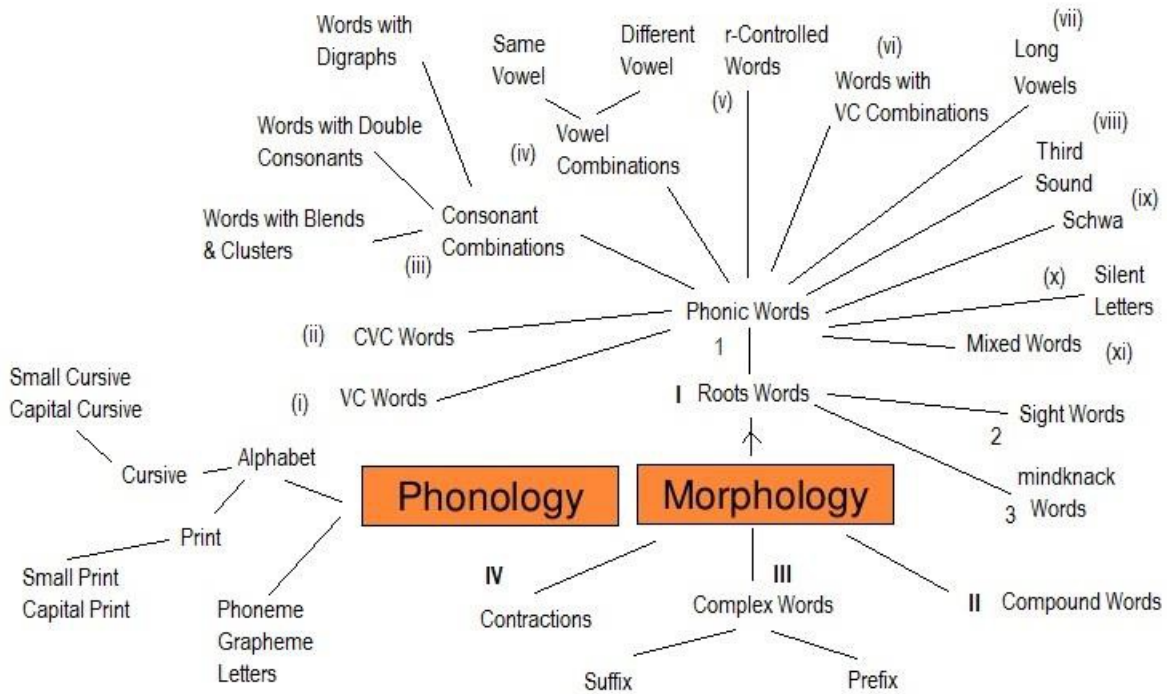 Words with
Digraphs
Same
Vowel
Different
Vowel
r-Controlled
Words
(v)
(vi)
Words with
VC Combinations
(vii)
Long
Vowels
(viii)
Third
Sound
(ix)
Schwa
(x)
Silent
Letters
Mixed Words
(xi)
Words with Double
Consonants
(iv)
Vowel
Combinations
Words with Blends
& Clusters
Consonant
Combinations
(iii)
Phonic Words
1
(ii)
CVC Words
(i)
VC Words
I Roots Words
2
Sight Words
3
mindknack
Words
Small Cursive
Capital Cursive
Cursive
Alphabet
Print
Small Print
Capital Print
Phoneme
Grapheme
Letters
Phonology
Morphology
IV
Contractions
III
Complex Words
II Compound Words
Suffix
Prefix